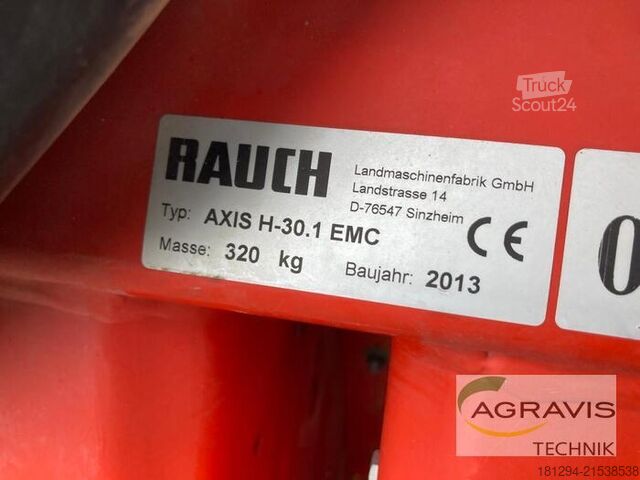 Truck
Scout24
RAUCH
Landmaschinenfabrik GmbH
Landstrasse 14
D-76547 Sinzheim
Typ: AXIS H-30.1 EMC
Masse: 320 kg
Baujahr: 2013
CE
0
AGRAVIS
TECHNIK
181294-21538538